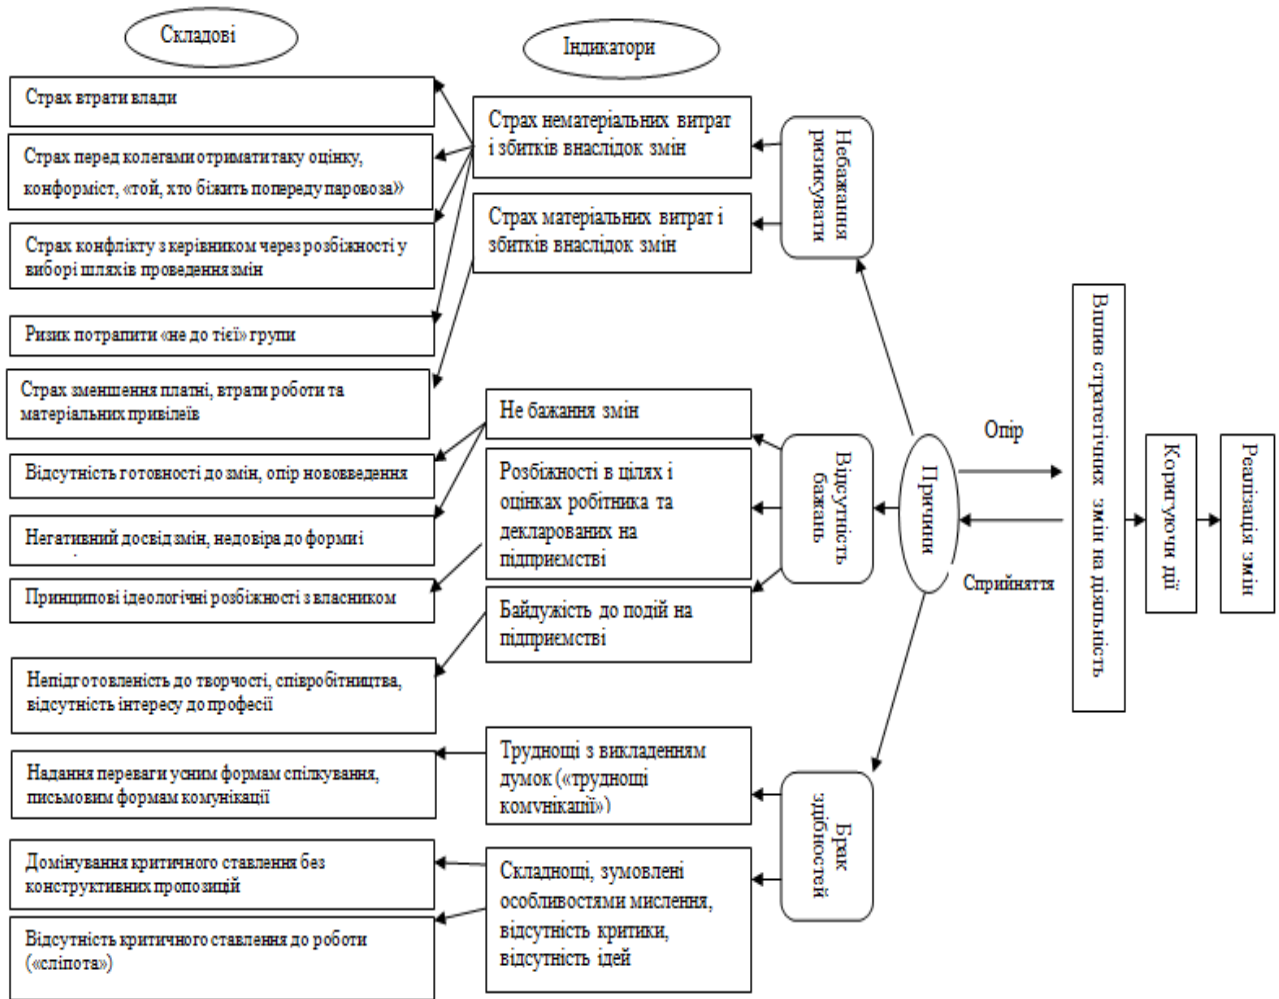 Складові
Індикатори
Страх втрати влади
Страх перед колегами отримати таку оцінку,
конформіст, «той, хто біжить попереду паровоза»
Страх конфлікту з керівником через розбіжності у
виборі шляхів проведення змін
Ризик потрапити «не до тієї» групи
Страх зменшення платні, втрати роботи та
матеріальних привілеїв
Відсутність готовності до змін, опір нововведення
Негативний досвід змін, недовіра до форми і
Принципові ідеологічні розбіжності з власником
Непідготовленість до творчості, співробітництва,
відсутність інтересу до професії
Надання переваги усним формам спілкування,
письмовим формам комунікації
Домінування критичного ставлення без
конструктивних пропозицій
Відсутність критичного ставлення до роботи
(«сліпота»)
Страх нематеріальних витрат
і збитків внаслідок змін
Страх матеріальних витрат і
збитків внаслідок змін
Не бажання змін
Розбіжності в цілях і
оцінках робітника та
декларованих на
підприємстві
Байдужість до подій на
підприємстві
Труднощі з викладенням
думок («труднощі
комунікації»)
Складнощі, зумовлені
особливостями мислення,
відсутність критики,
відсутність ідей
Небажання
ризикувати
Відсутність
бажань
Брак
здібностей
Причини
Опір
Сприйняття
Вплив стратегічних змін на діяльність
Коригуючи дії
Реалізація змін